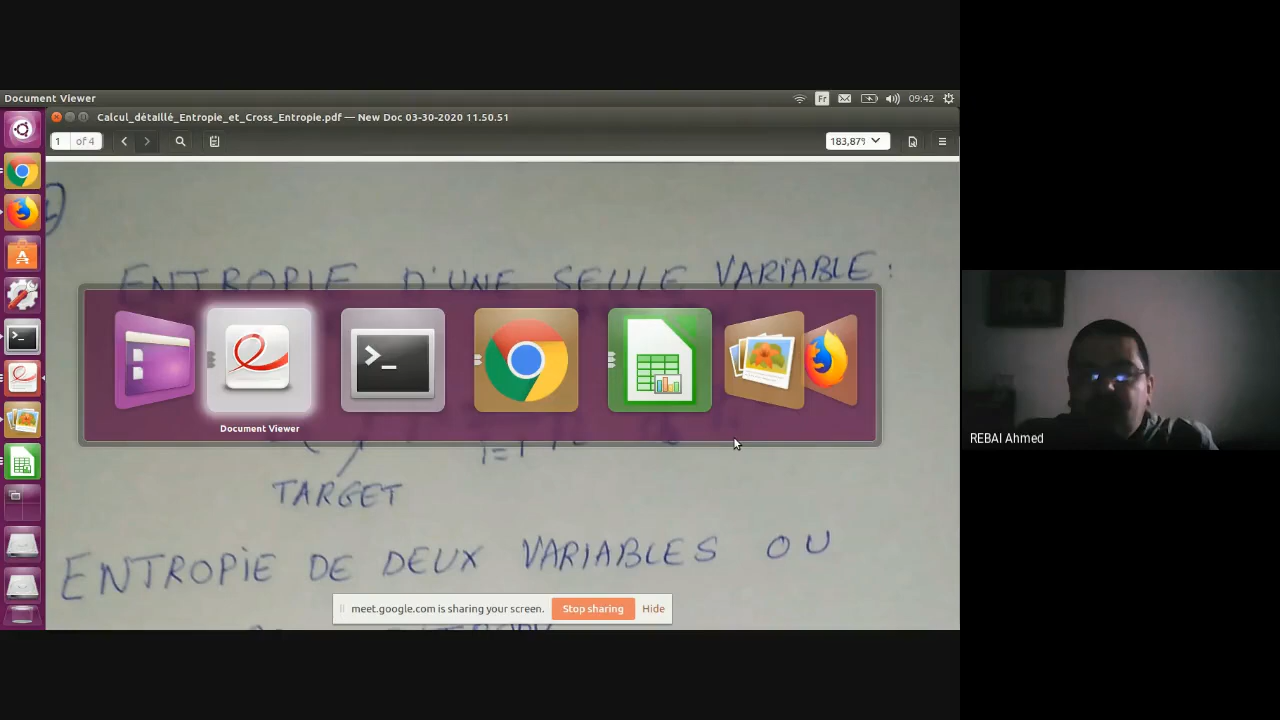 Document Viewer
Fr
09:42
Calcul_détaillé_Entropie_et_Cross_Entropie.pdf — New Doc 03-30-2020 11.50.51
1 of 4
183,87%
ENTROPIE D'UNE SEULE VARIABLE :
Document Viewer
TARGET
ENTROPIE DE DEUX VARIABLES OU
meet.google.com is sharing your screen.
Stop sharing
Hide
REBAI Ahmed